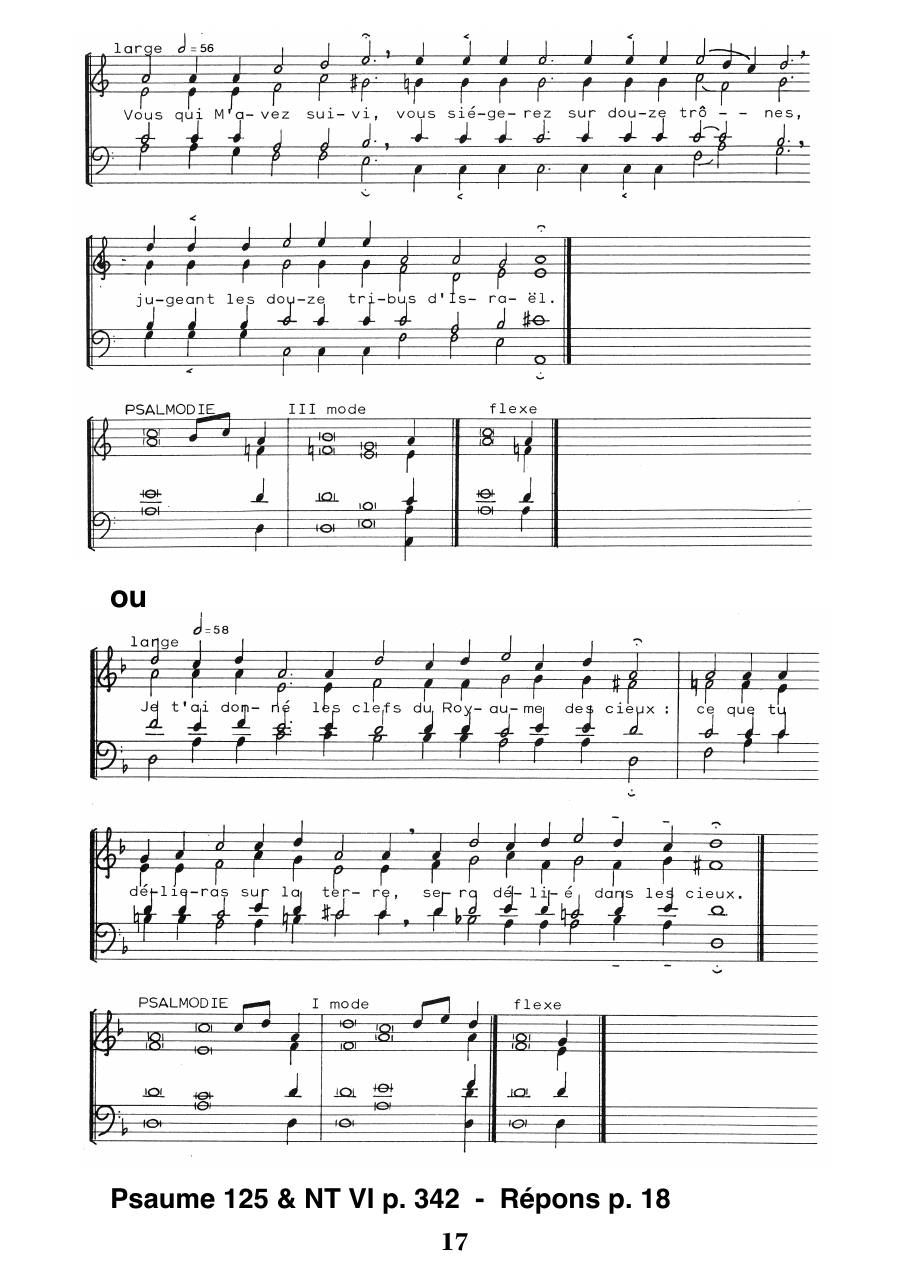 large 𝅗𝅥 = 56
Vous qui M'a-vez sui-vi, vous sié-ge-rez sur dou-ze trô - - nes,
ju-geant les dou-ze tri-bus d'Is-ra-ël.
PSALMODIE III mode flexe
ou
large 𝅗𝅥 = 58
Je t'ai don-né les clefs du Roy-au-me des cieux : ce que tu
dé-lie-ras sur la ter-re, se-ra dé-li-é dans les cieux.
PSALMODIE I mode flexe
Psaume 125 & NT VI p. 342 - Répons p. 18
17